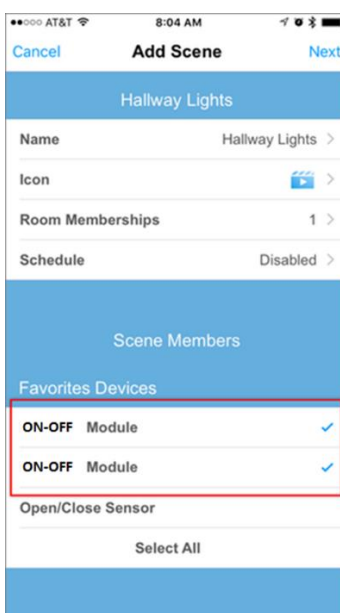 AT&T 8:04 AM
Cancel Add Scene Next
Hallway Lights
Name Hallway Lights
Icon
Room Memberships 1
Schedule Disabled
Scene Members
Favorites Devices
ON-OFF Module
ON-OFF Module
Open/Close Sensor
Select All